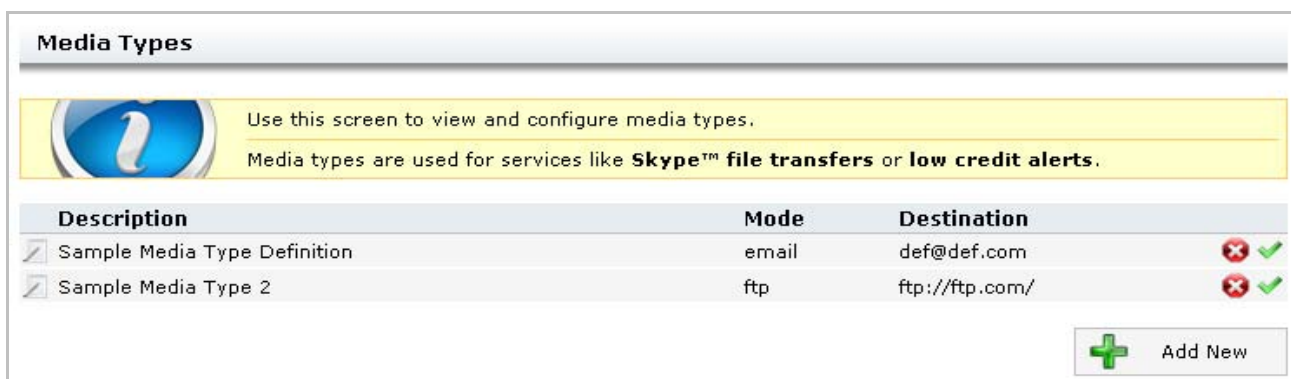 Media Types
Use this screen to view and configure media types.
Media types are used for services like Skype™ file transfers or low credit alerts.
Description Mode Destination
Sample Media Type Definition email def@def.com
Sample Media Type 2 ftp ftp://ftp.com/
Add New